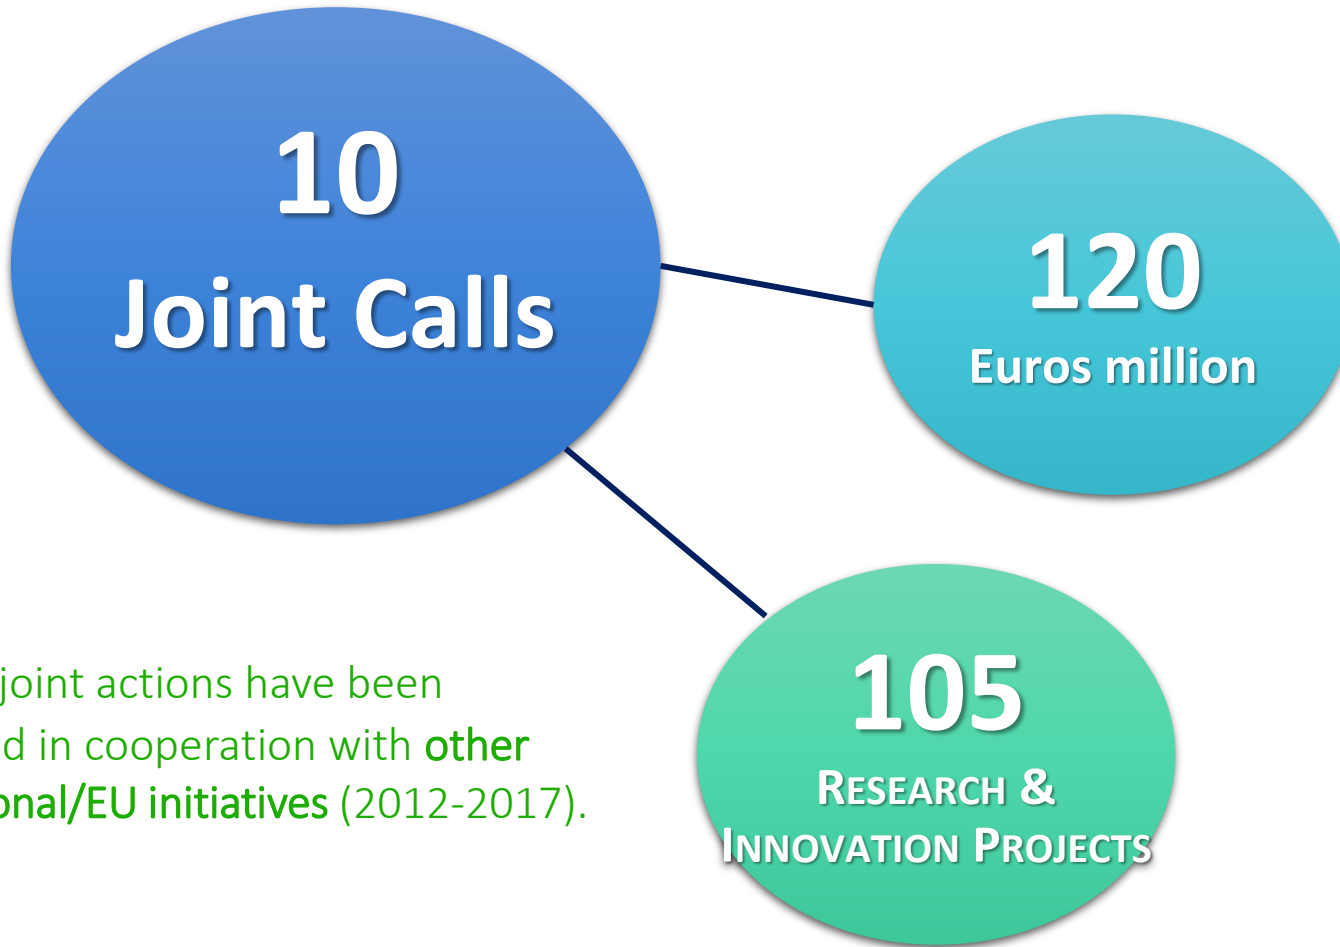 10
Joint Calls
120
Euros million
105
RESEARCH &
INNOVATION PROJECTS
joint actions have been
in cooperation with other
/EU initiatives (2012-2017).